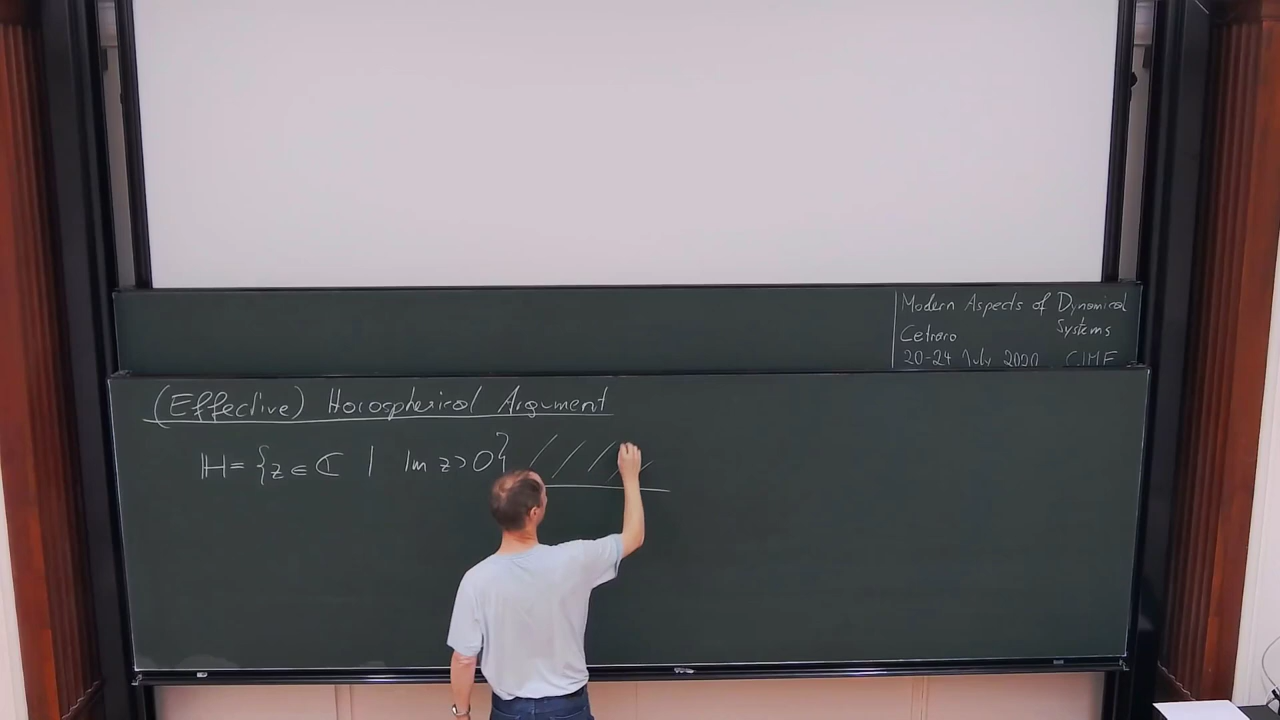 Modern Aspects of Dynamical
Systems
Cetraro
20-24 July 2020 CIME
(Effective) Horospherical Argument
ℍ = {z ∈ ℂ | Im z > 0}